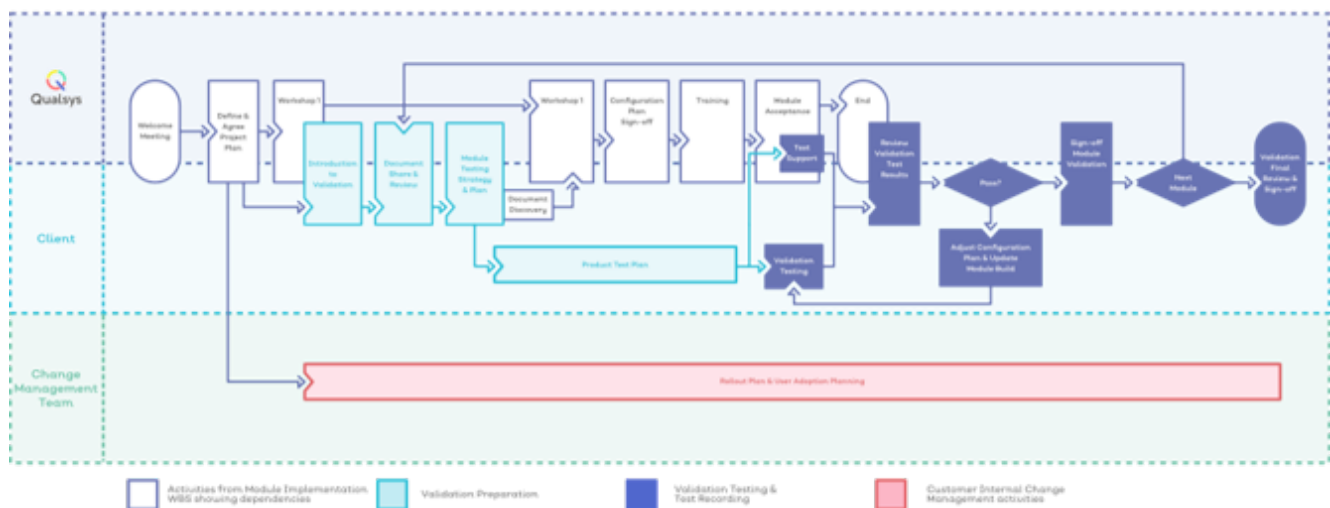 Qualsys
Welcome
Meeting
Define &
Agree
Project
Plan
Workshop 1
Introduction
to
Validation
Document
Share &
Review
Module
Testing
Strategy
& Plan
Document
Discovery
Workshop 1
Configuration
Plan
Sign-off
Training
Module
Acceptance
Test
Support
End
Review
Validation
Test
Results
Pass?
Sign-off
Module
Validation
Next
Module
Validation
Final
Review &
Sign-off
Client
Product Test Plan
Validation
Testing
Adjust Configuration
Plan & Update
Module Build
Change
Management
Team
Rollout Plan & User Adoption Planning
Activities from Module Implementation
WBS showing dependencies
Validation Preparation
Validation Testing &
Test Recording
Customer Internal Change
Management activities